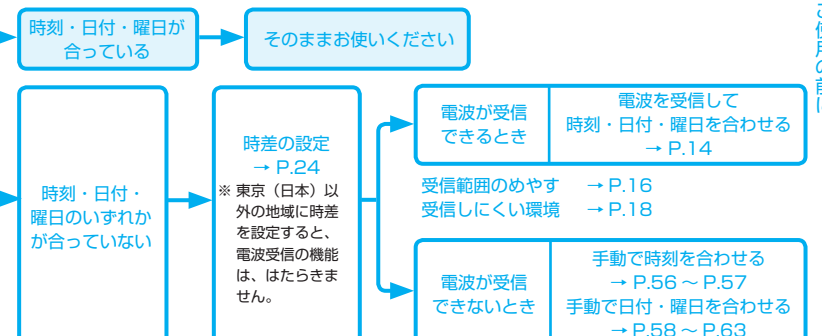 ご使用の前に
時刻・日付・曜日が
合っている
そのままお使いください
時刻・日付・
曜日のいずれか
が合っていない
時差の設定
→ P.24
※ 東京（日本）以
外の地域に時差
を設定すると、
電波受信の機能
は、はたらきま
せん。
電波が受信
できるとき
電波を受信して
時刻・日付・曜日を合わせる
→ P.14
受信範囲のめやす → P.16
受信しにくい環境 → P.18
電波が受信
できないとき
手動で時刻を合わせる
→ P.56 ～ P.57
手動で日付・曜日を合わせる
→ P.58 ～ P.63